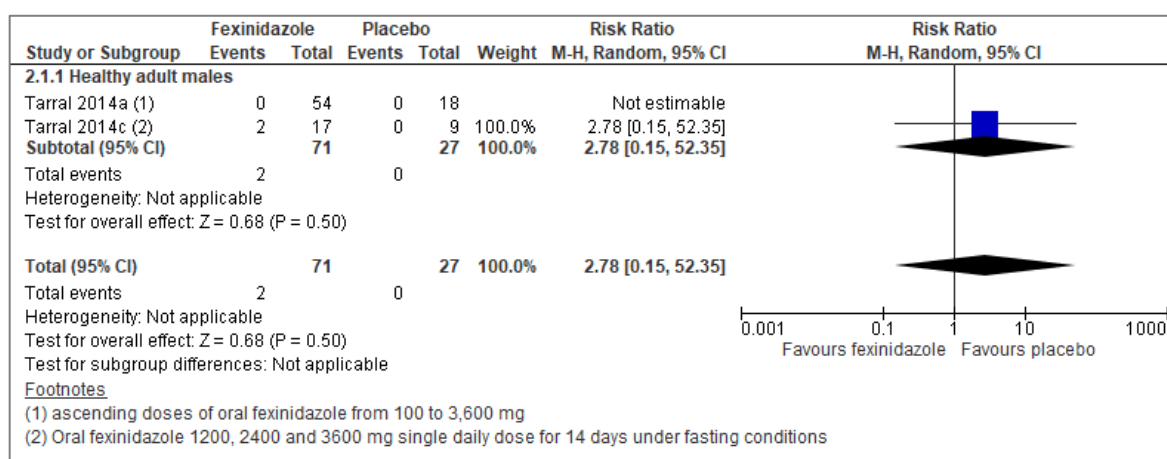 Fexinidazole Placebo Risk Ratio Risk Ratio
Study or Subgroup Events Total Events Total Weight M-H, Random, 95% CI M-H, Random, 95% CI
2.1.1 Healthy adult males
Tarral 2014a (1) 0 54 0 18 Not estimable
Tarral 2014c (2) 2 17 0 9 100.0% 2.78 [0.15, 52.35]
Subtotal (95% CI) 71 27 100.0% 2.78 [0.15, 52.35]
Total events 2 0
Heterogeneity: Not applicable
Test for overall effect: Z = 0.68 (P = 0.50)
Total (95% CI) 71 27 100.0% 2.78 [0.15, 52.35]
Total events 2 0
Heterogeneity: Not applicable
Test for overall effect: Z = 0.68 (P = 0.50)
Test for subgroup differences: Not applicable
0.001 0.1 1 10 1000
Favours fexinidazole Favours placebo
Footnotes
(1) ascending doses of oral fexinidazole from 100 to 3,600 mg
(2) Oral fexinidazole 1200, 2400 and 3600 mg single daily dose for 14 days under fasting conditions